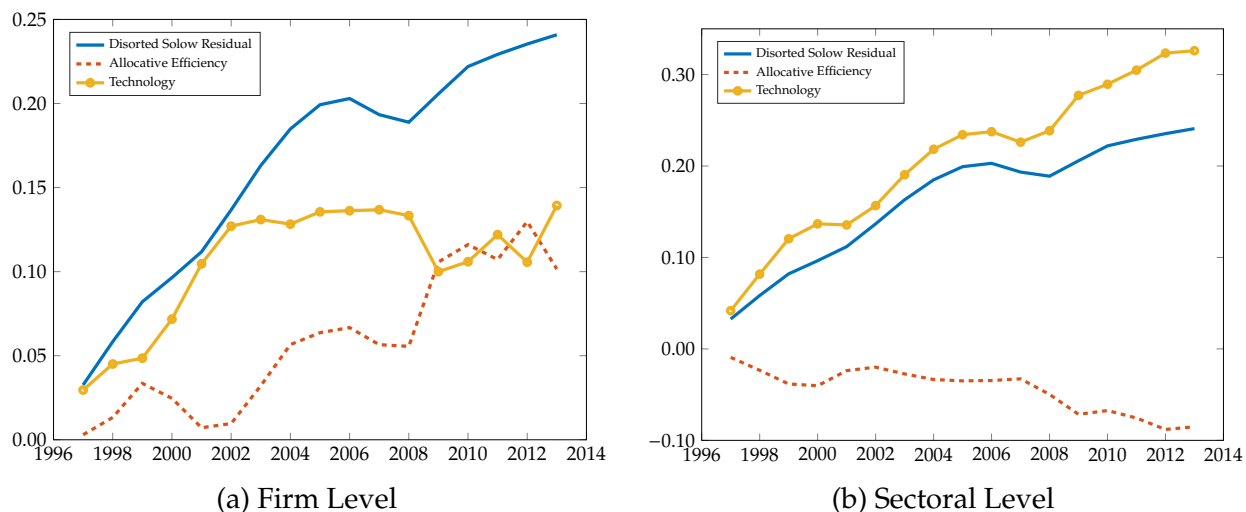 0.25
0.20
0.15
0.10
0.05
0.00
Disorted Solow Residual
Allocative Efficiency
Technology
1996 1998 2000 2002 2004 2006 2008 2010 2012 2014
(a) Firm Level
0.30
0.20
0.10
0.00
−0.10
Disorted Solow Residual
Allocative Efficiency
Technology
1996 1998 2000 2002 2004 2006 2008 2010 2012 2014
(b) Sectoral Level